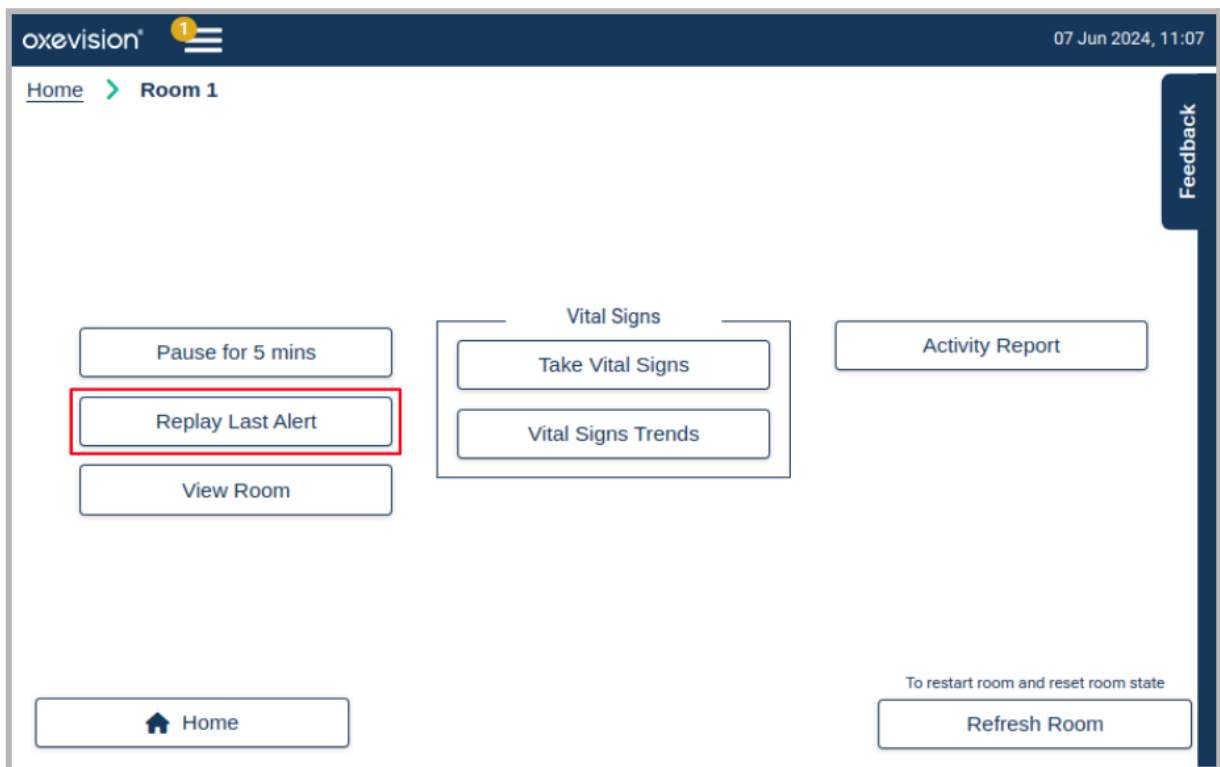 oxevision® 1 07 Jun 2024, 11:07
Home > Room 1
Feedback
Pause for 5 mins
Replay Last Alert
View Room
Vital Signs
Take Vital Signs
Vital Signs Trends
Activity Report
To restart room and reset room state
Home
Refresh Room